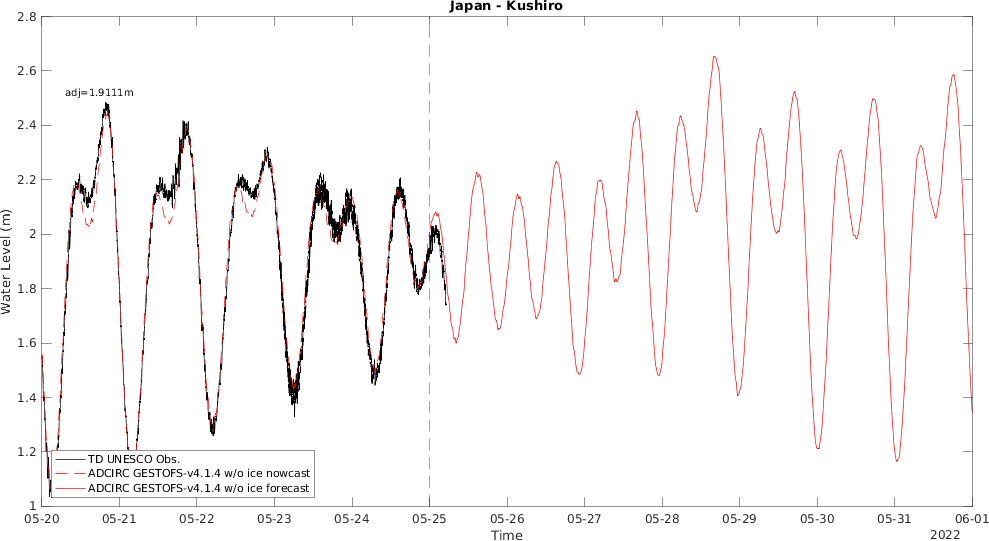 Japan - Kushiro
2.8
2.6
2.4
2.2
2
1.8
1.6
1.4
1.2
1
Water Level (m)
adj=1.9111m
TD UNESCO Obs.
ADCIRC GESTOFS-v4.1.4 w/o ice nowcast
ADCIRC GESTOFS-v4.1.4 w/o ice forecast
05-20 05-21 05-22 05-23 05-24 05-25 05-26 05-27 05-28 05-29 05-30 05-31 06-01
Time
2022